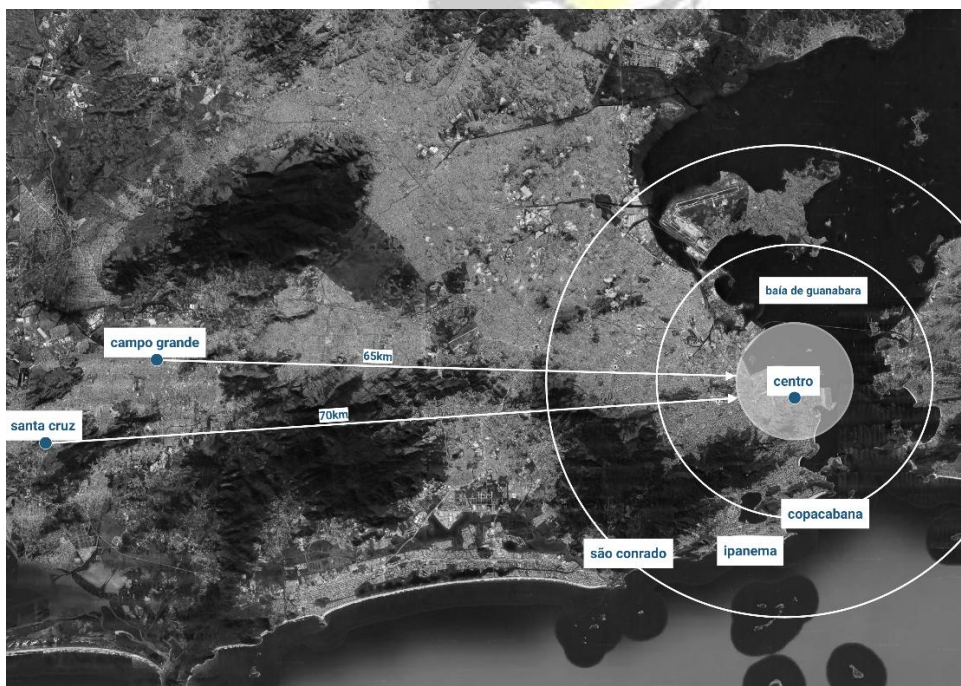 baía de guanabara
campo grande
65km
centro
70km
santa cruz
copacabana
são conrado
ipanema